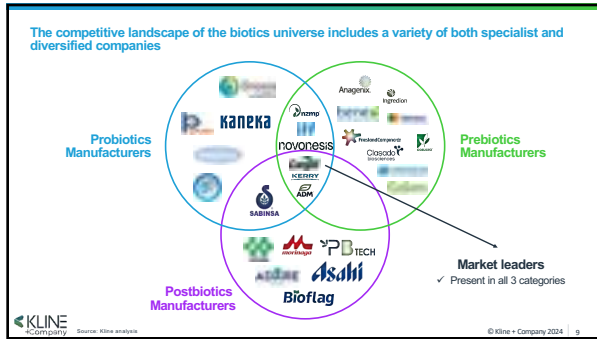 The competitive landscape of the biotics universe includes a variety of both specialist and
diversified companies
Anagenix
Ingredion
nzmp
KANEKA
iff
FrieslandCampina
novonesis
Clasado
biosciences
Probiotics
Manufacturers
Prebiotics
Manufacturers
KERRY
ADM
SABINSA
morinaga
PB TECH
Asahi
Bioflag
Postbiotics
Manufacturers
Market leaders
✓ Present in all 3 categories
KLINE
+Company
Source: Kline analysis
© Kline + Company 2024
9